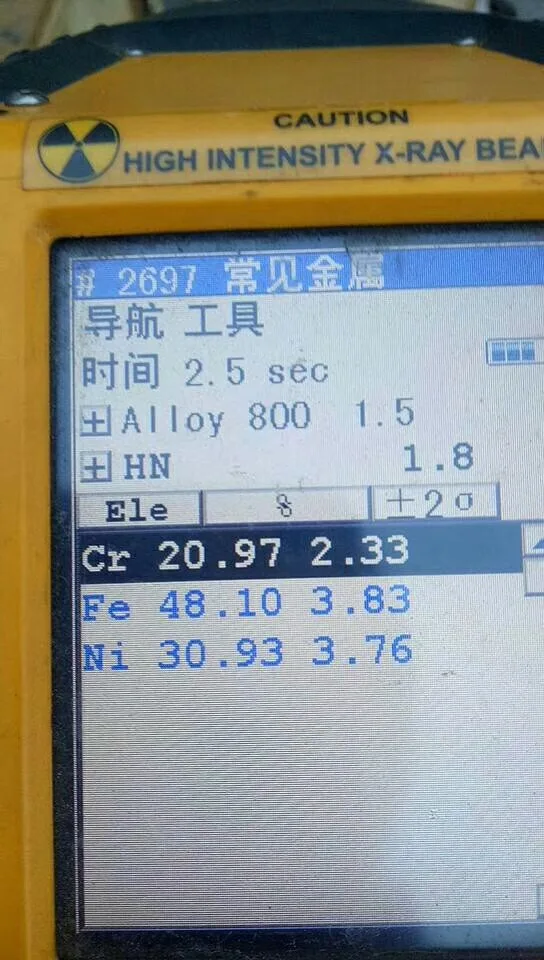 CAUTION
HIGH INTENSITY X-RAY BEA
# 2697 常见金属
导航 工具
时间 2.5 sec
+ Alloy 800 1.5
+ HN 1.8
Ele % ±2σ
Cr 20.97 2.33
Fe 48.10 3.83
Ni 30.93 3.76